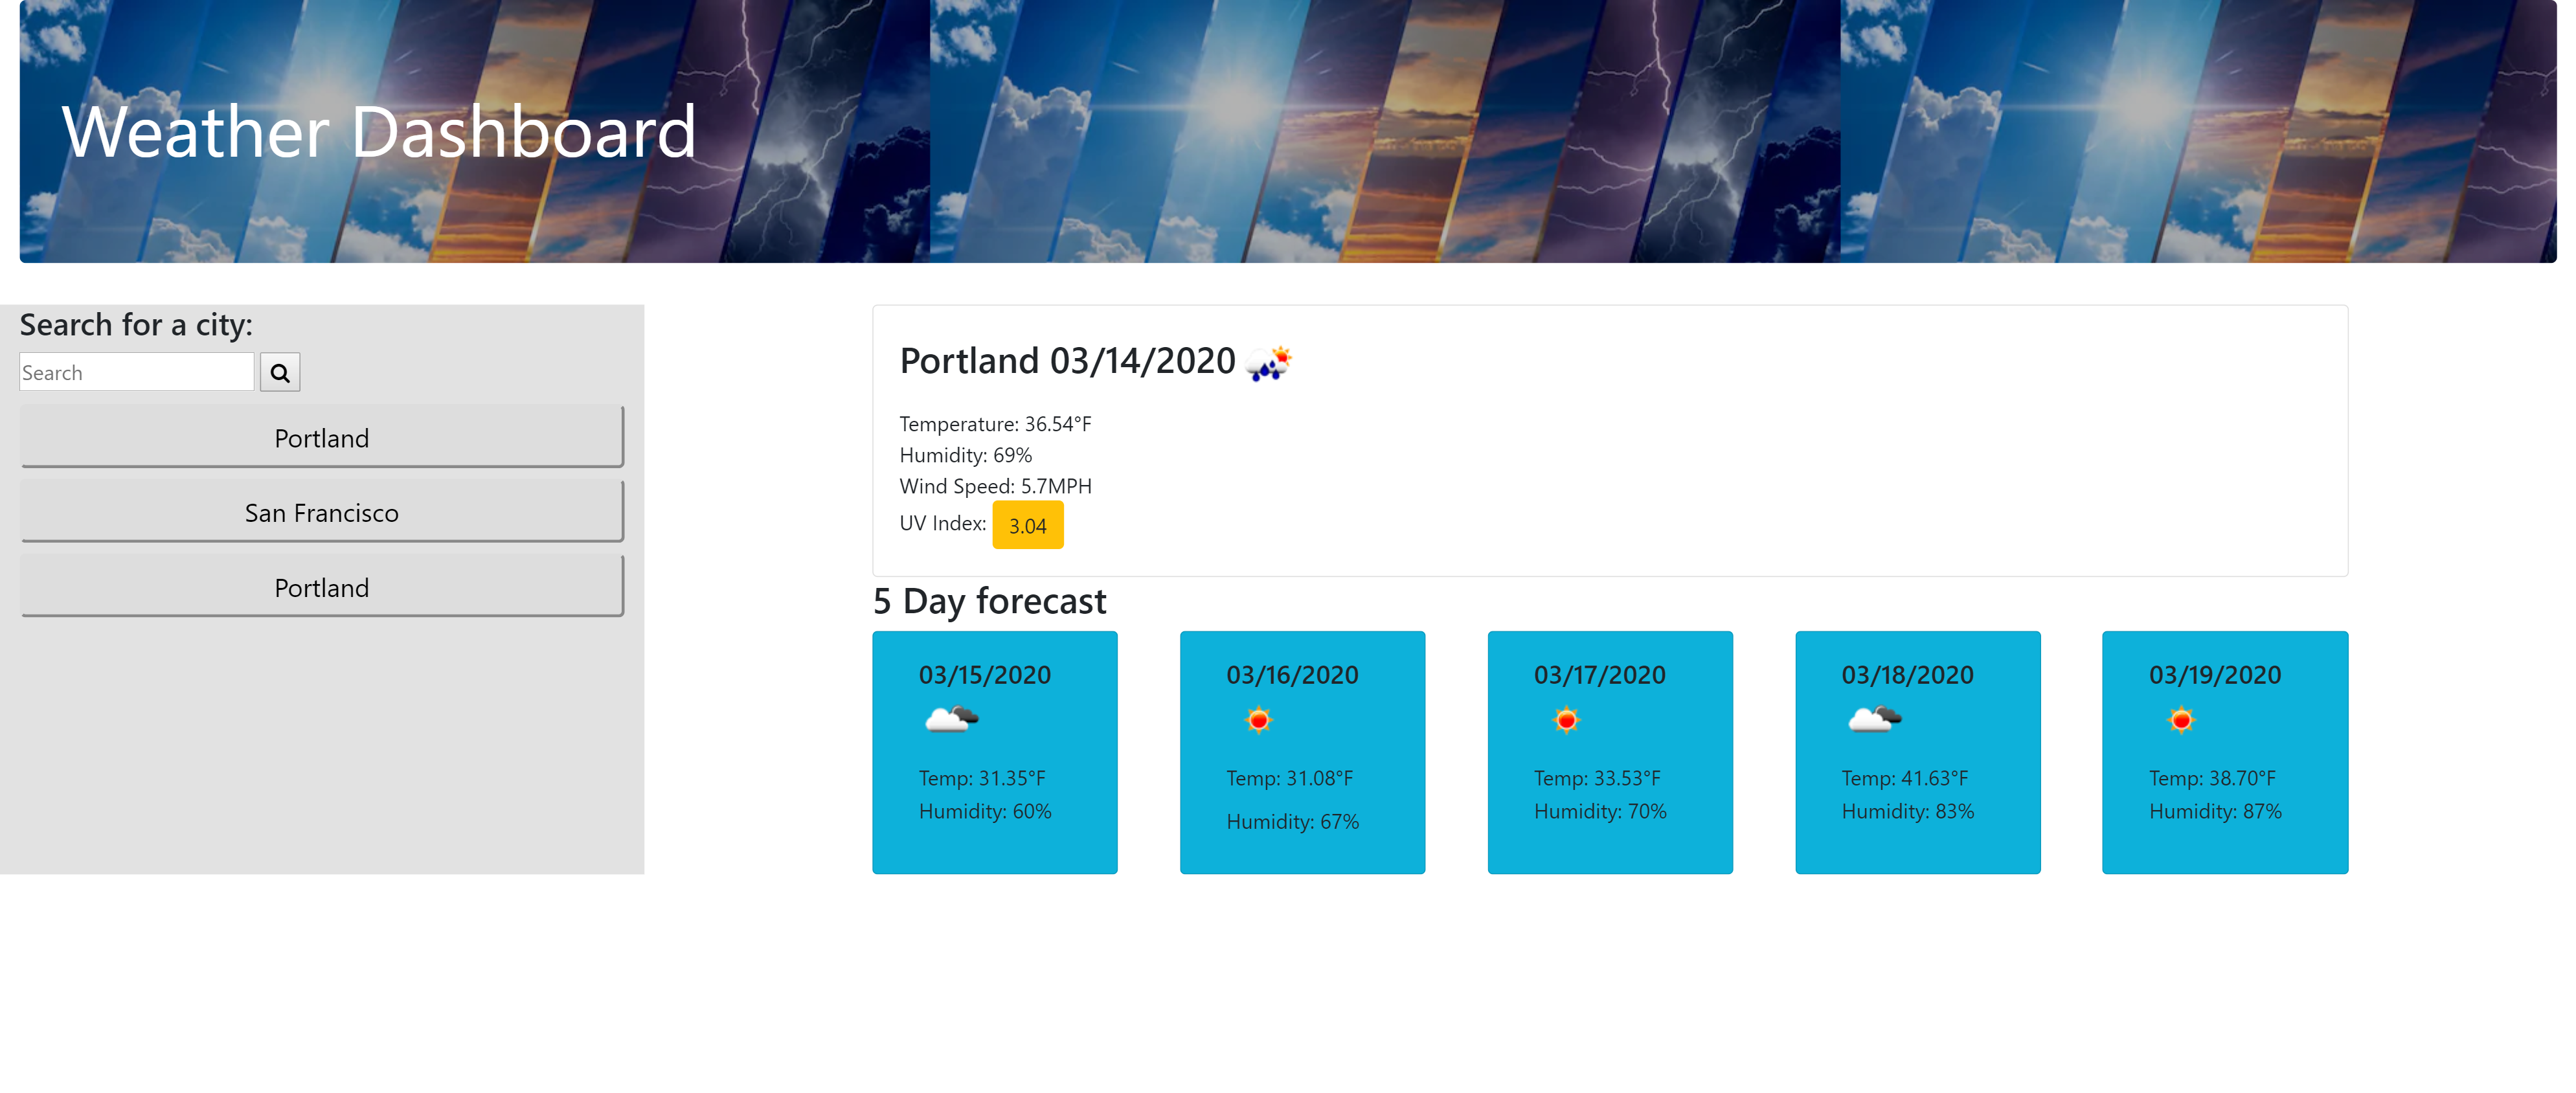 Weather Dashboard
Search for a city:
Search
Portland
San Francisco
Portland
Portland 03/14/2020
Temperature: 36.54°F
Humidity: 69%
Wind Speed: 5.7MPH
UV Index: 3.04
5 Day forecast
03/15/2020
Temp: 31.35°F
Humidity: 60%
03/16/2020
Temp: 31.08°F
Humidity: 67%
03/17/2020
Temp: 33.53°F
Humidity: 70%
03/18/2020
Temp: 41.63°F
Humidity: 83%
03/19/2020
Temp: 38.70°F
Humidity: 87%